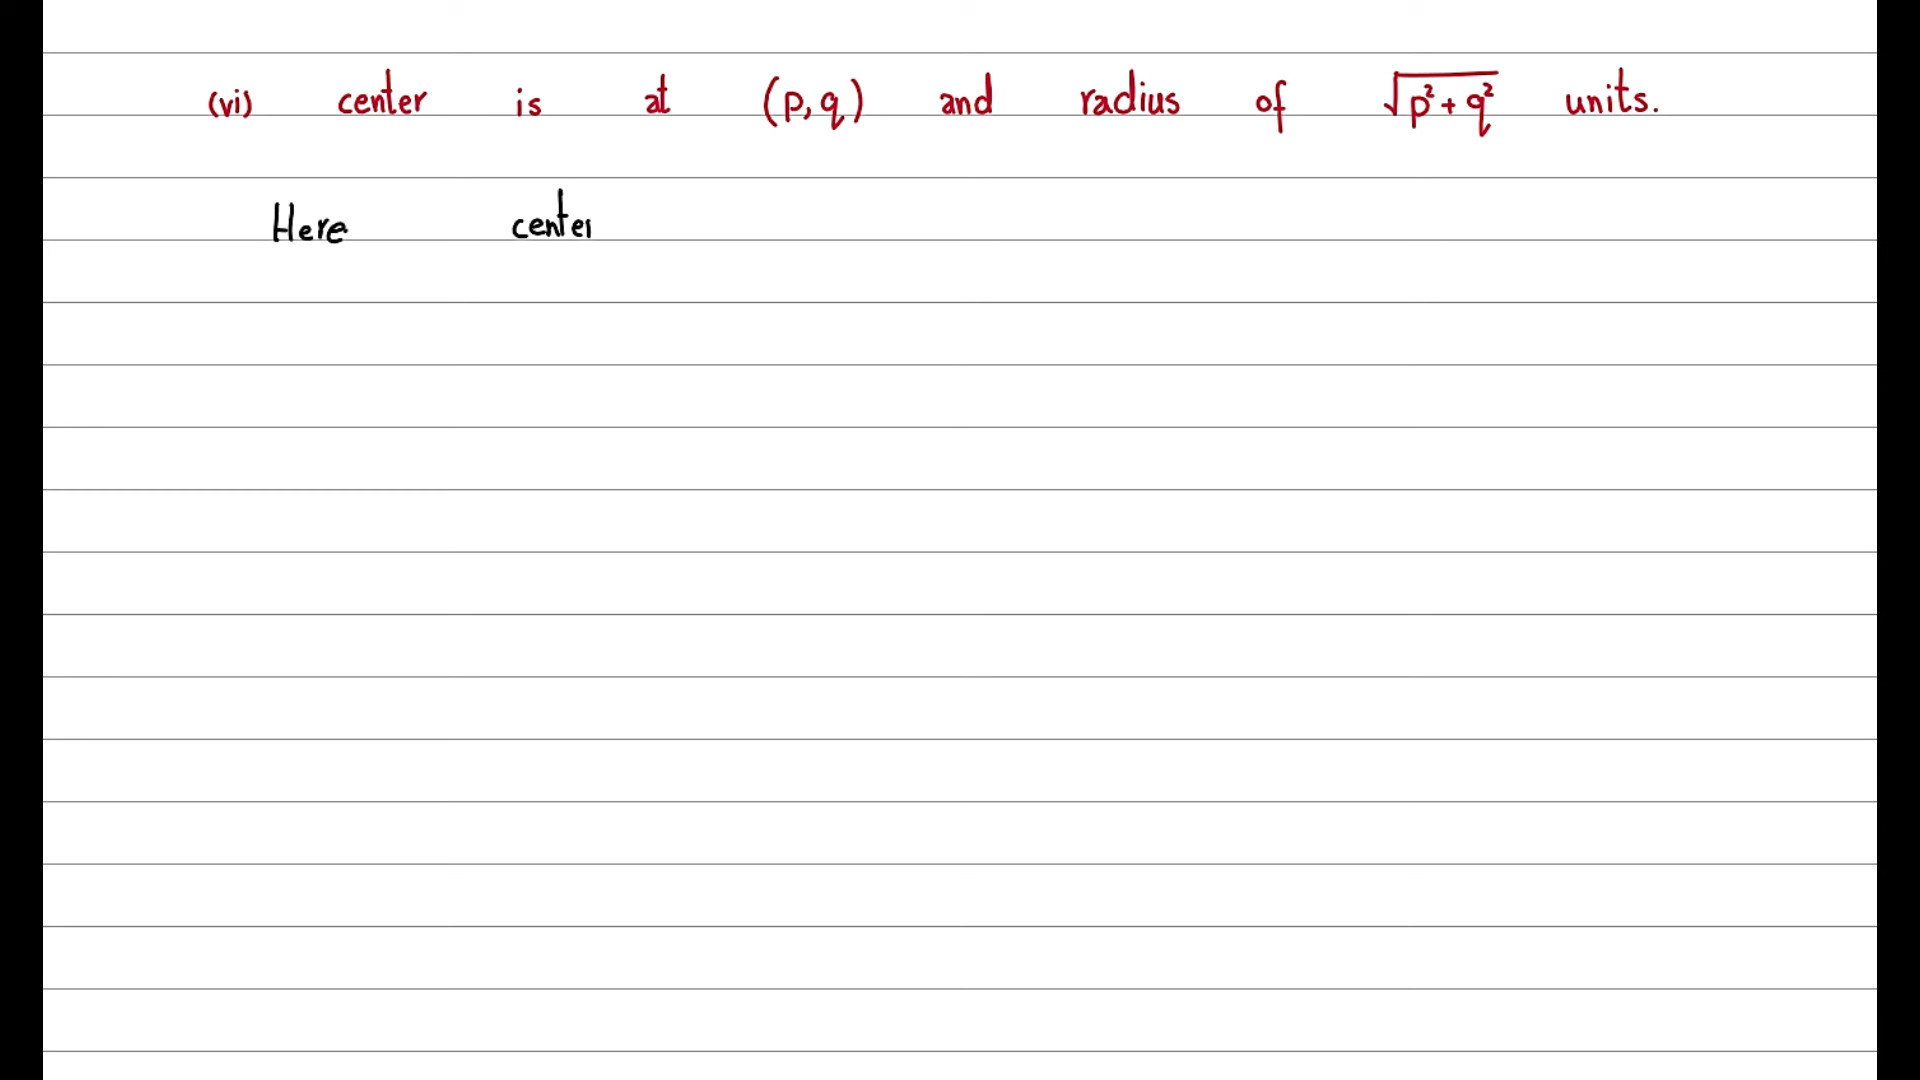 (vi) center is at (p, q) and radius of √(p² + q²) units.
Here center